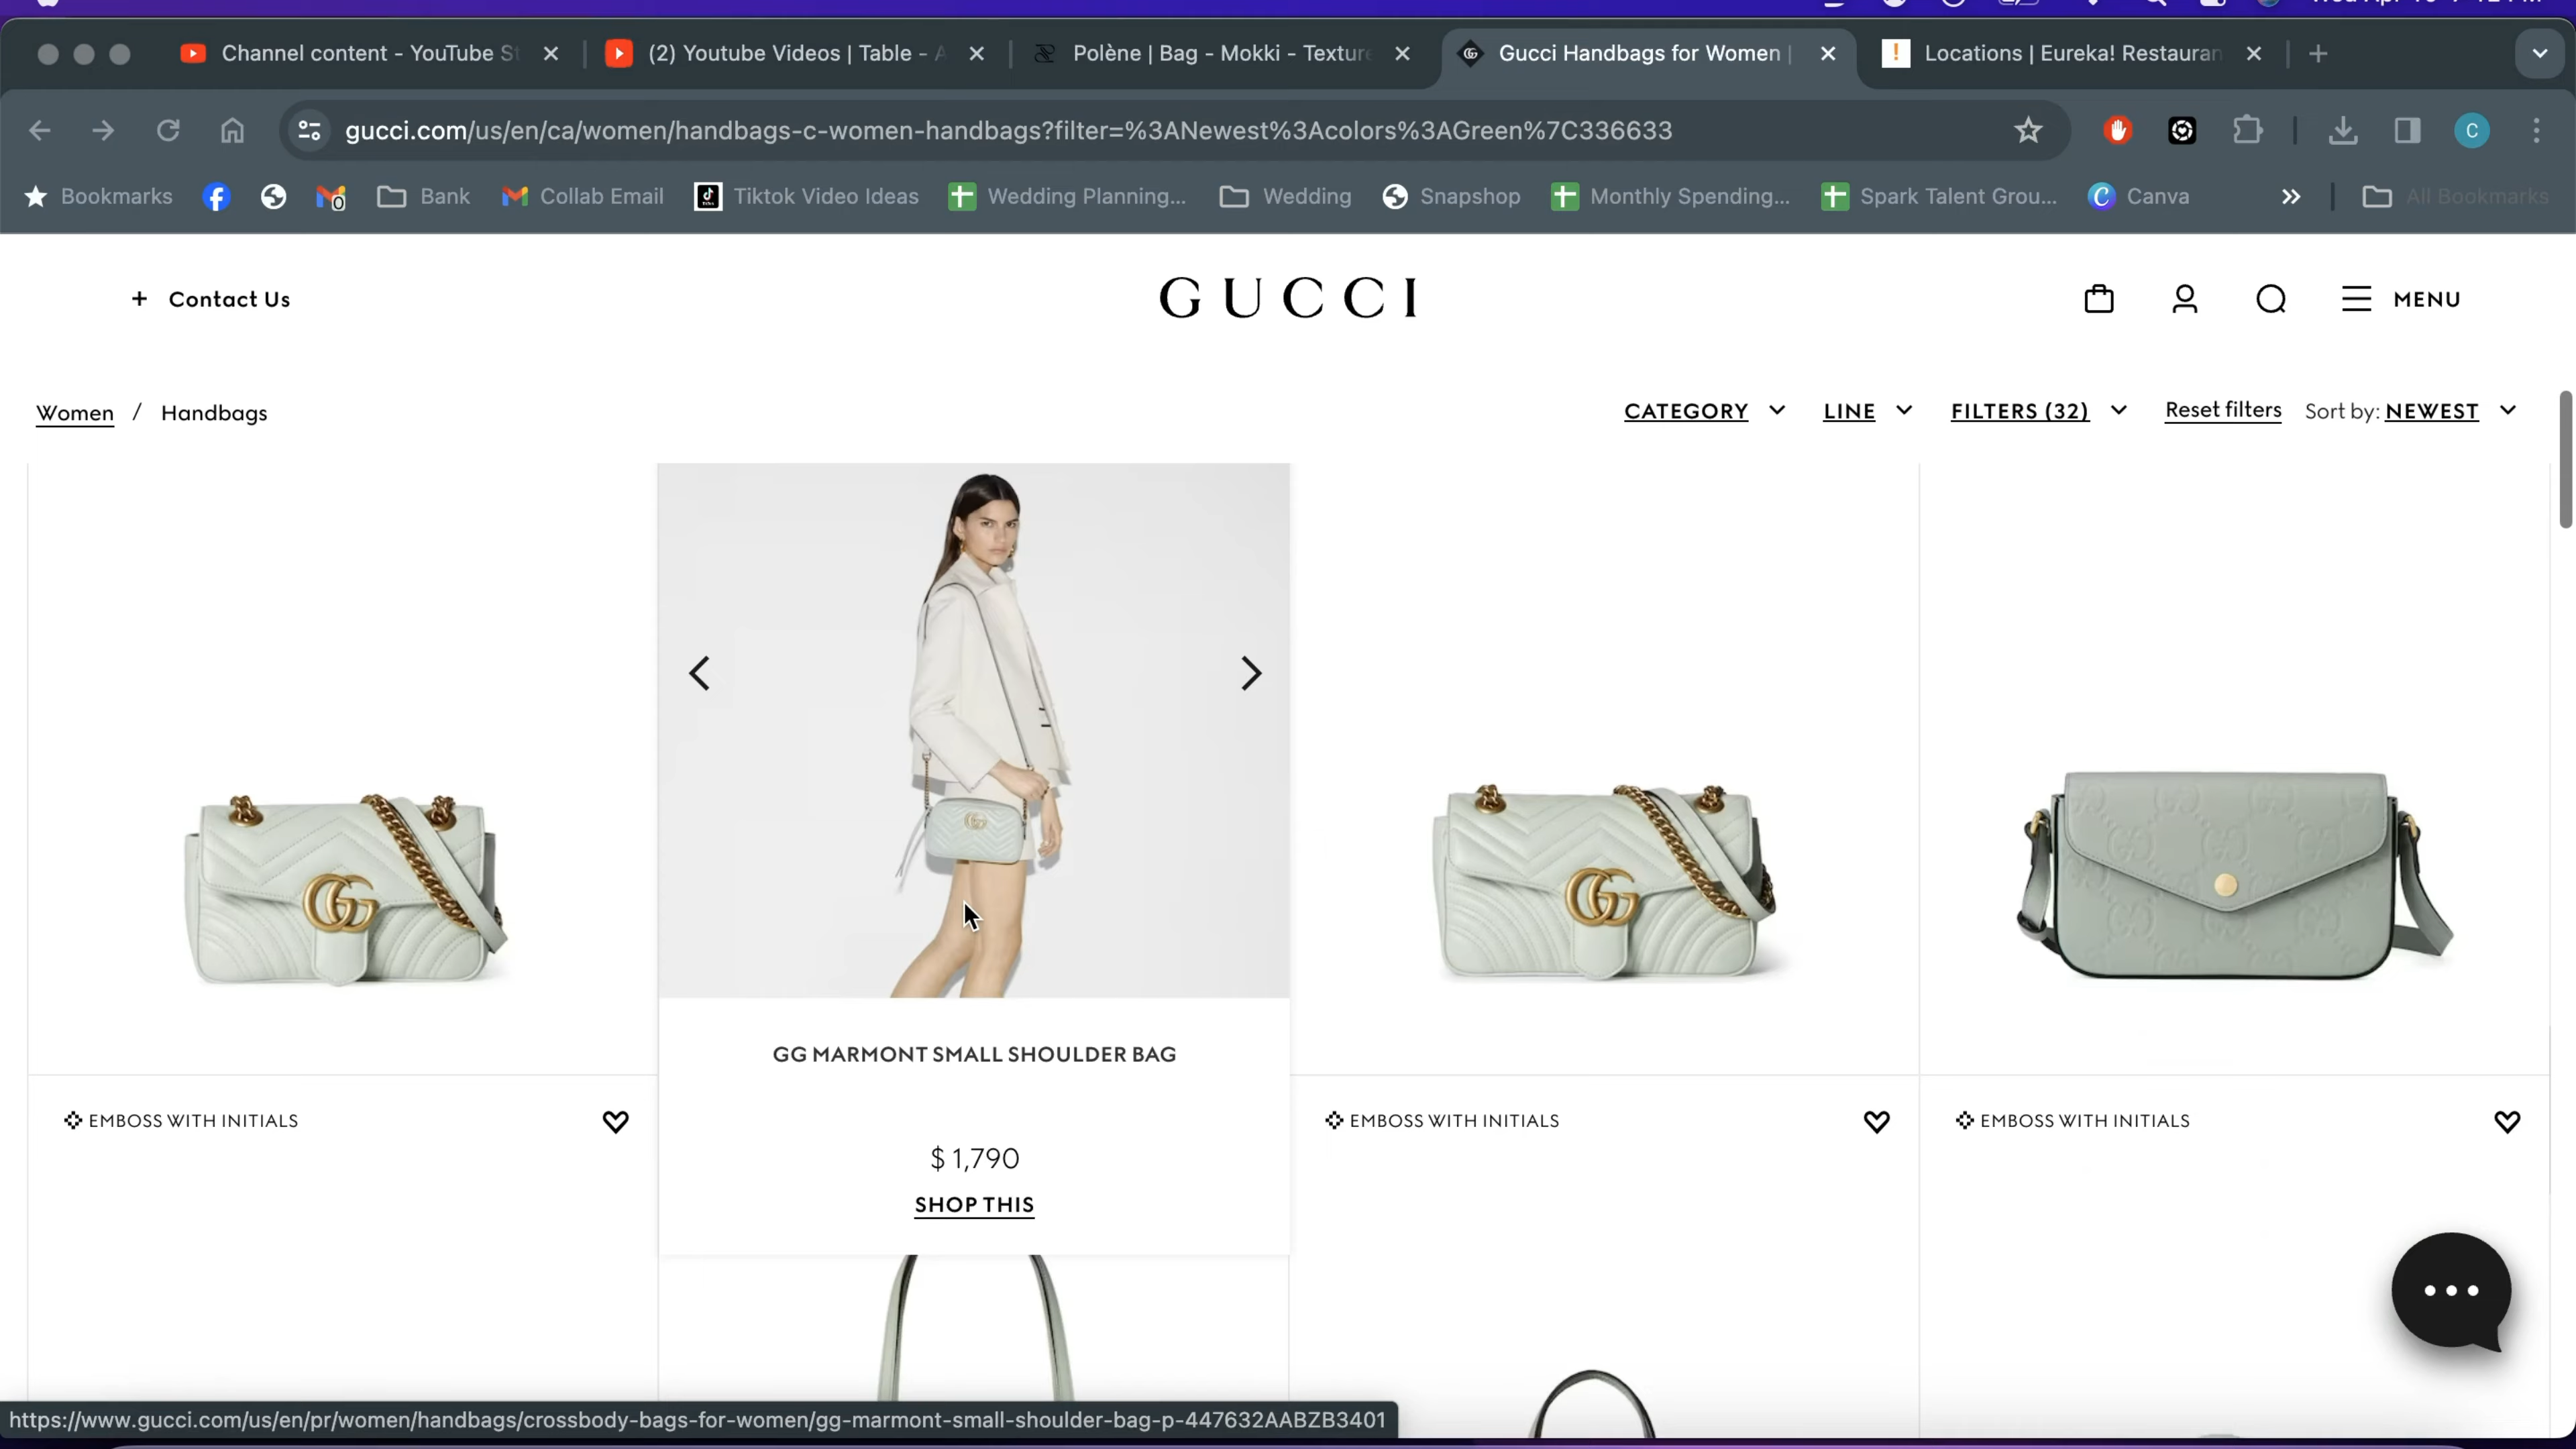 Channel content - YouTube St
(2) Youtube Videos | Table - A
Polène | Bag - Mokki - Texture
Gucci Handbags for Women |
Locations | Eureka! Restauran
gucci.com/us/en/ca/women/handbags-c-women-handbags?filter=%3ANewest%3Acolors%3AGreen%7C336633
C
Bookmarks
Bank
Collab Email
Tiktok Video Ideas
Wedding Planning...
Wedding
Snapshop
Monthly Spending...
Spark Talent Grou...
Canva
All Bookmarks
+ Contact Us
GUCCI
MENU
Women / Handbags
CATEGORY
LINE
FILTERS (32)
Reset filters
Sort by: NEWEST
GG MARMONT SMALL SHOULDER BAG
EMBOSS WITH INITIALS
EMBOSS WITH INITIALS
EMBOSS WITH INITIALS
$ 1,790
SHOP THIS
https://www.gucci.com/us/en/pr/women/handbags/crossbody-bags-for-women/gg-marmont-small-shoulder-bag-p-447632AABZB3401